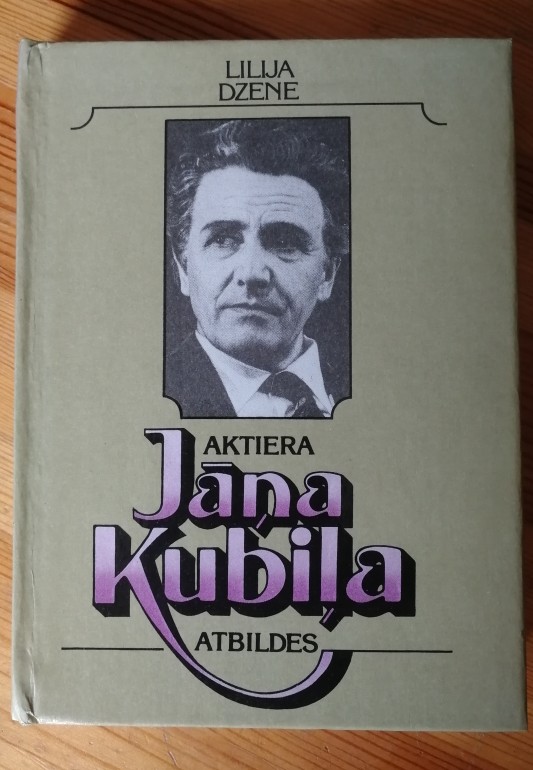 LILIJA
DZENE
AKTIERA
Jāņa
Kubiļa
ATBILDES